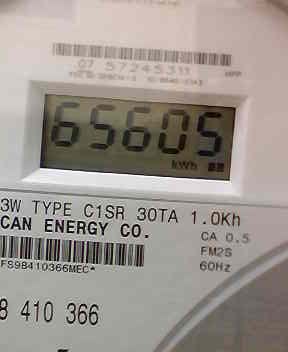 07 57245311
65605
kWh
3W TYPE C1SR 30TA 1.0Kh
CAN ENERGY CO.
CA 0.5
FM2S
60Hz
FS9B410366MEC*
8 410 366